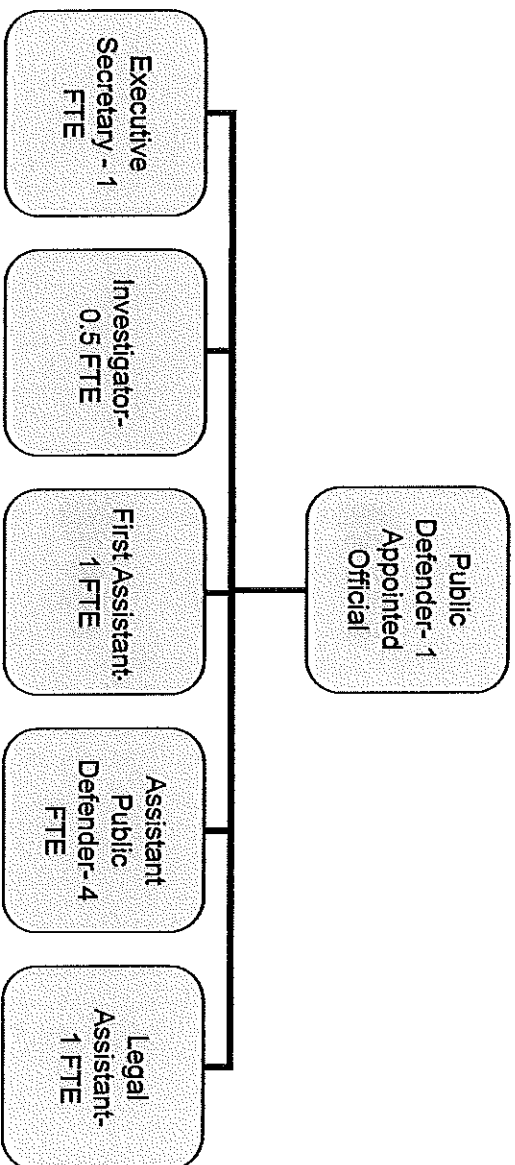 Public
Defender- 1
Appointed
Official
Executive
Secretary - 1
FTE
Investigator-
0.5 FTE
First Assistant-
1 FTE
Assistant
Public
Defender- 4
FTE
Legal
Assistant-
1 FTE